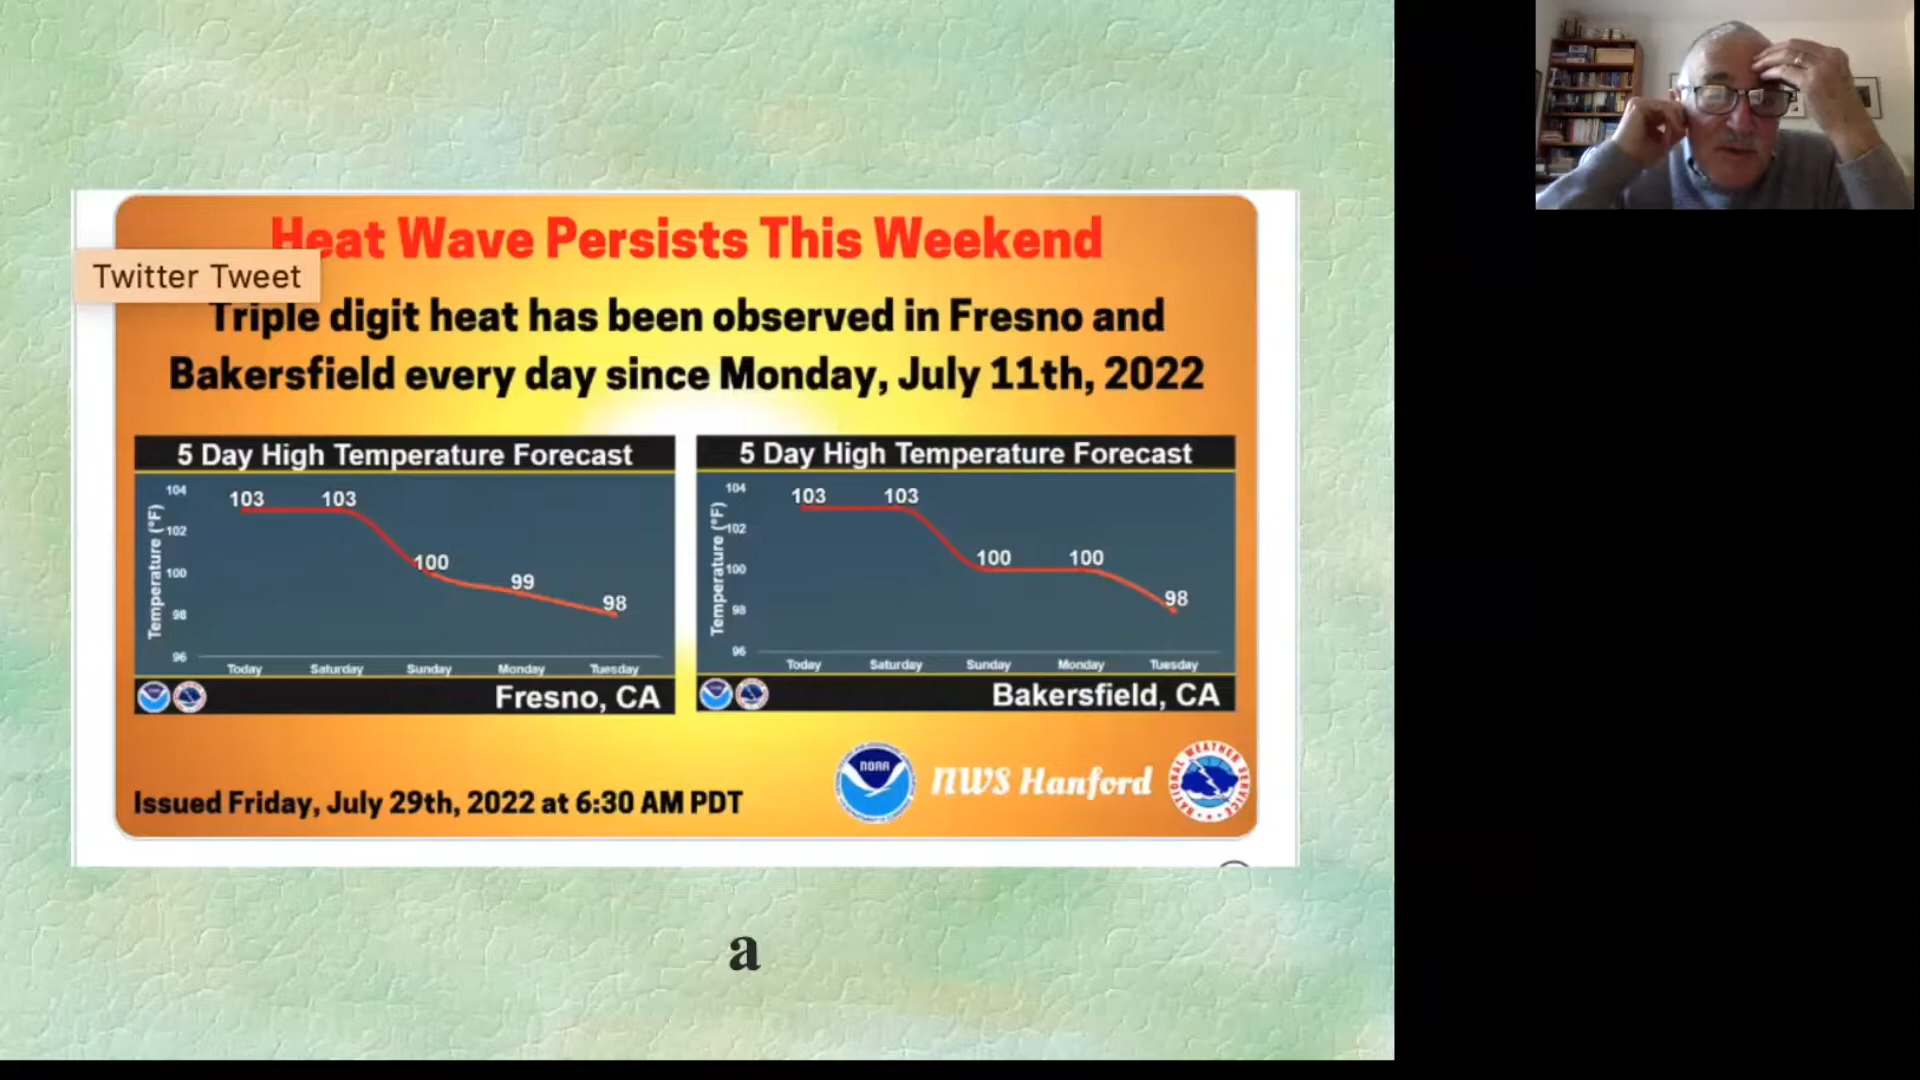 Heat Wave Persists This Weekend
Twitter Tweet
Triple digit heat has been observed in Fresno and
Bakersfield every day since Monday, July 11th, 2022
5 Day High Temperature Forecast
Temperature (°F)
104
102
100
98
96
103
103
100
99
98
Today
Saturday
Sunday
Monday
Tuesday
Fresno, CA
5 Day High Temperature Forecast
Temperature (°F)
104
102
100
98
96
103
103
100
100
98
Today
Saturday
Sunday
Monday
Tuesday
Bakersfield, CA
Issued Friday, July 29th, 2022 at 6:30 AM PDT
NOAA
NWS Hanford
NATIONAL WEATHER SERVICE
a